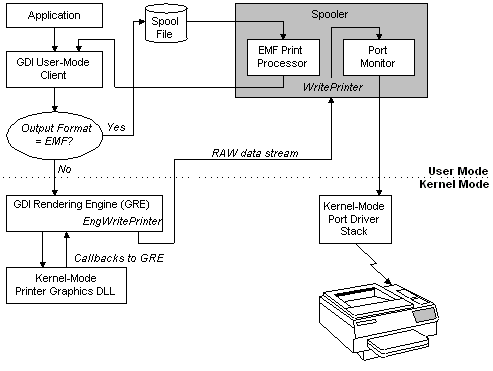 Application
GDI User-Mode
Client
Output Format
= EMF?
Yes
No
Spool
File
Spooler
EMF Print
Processor
Port
Monitor
WritePrinter
RAW data stream
User Mode
Kernel Mode
GDI Rendering Engine (GRE)
EngWritePrinter
Callbacks to GRE
Kernel-Mode
Printer Graphics DLL
Kernel-Mode
Port Driver
Stack